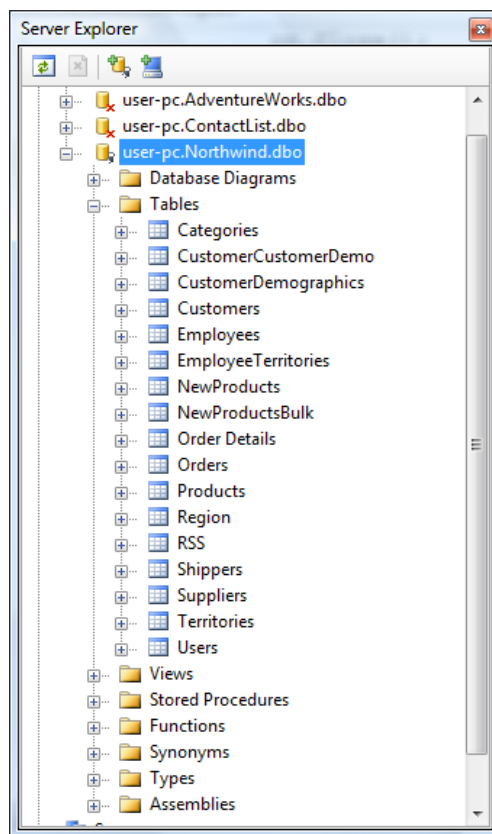 Server Explorer
user-pc.AdventureWorks.dbo
user-pc.ContactList.dbo
user-pc.Northwind.dbo
Database Diagrams
Tables
Categories
CustomerCustomerDemo
CustomerDemographics
Customers
Employees
EmployeeTerritories
NewProducts
NewProductsBulk
Order Details
Orders
Products
Region
RSS
Shippers
Suppliers
Territories
Users
Views
Stored Procedures
Functions
Synonyms
Types
Assemblies